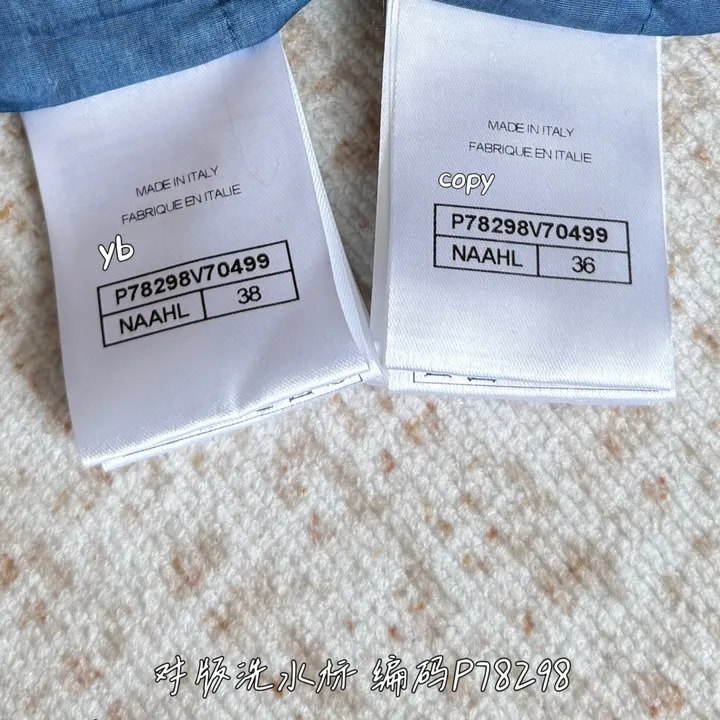 MADE IN ITALY
FABRIQUE EN ITALIE
yb
P78298V70499
NAAHL 38
MADE IN ITALY
FABRIQUE EN ITALIE
copy
P78298V70499
NAAHL 36
对版洗水标 编码P78298